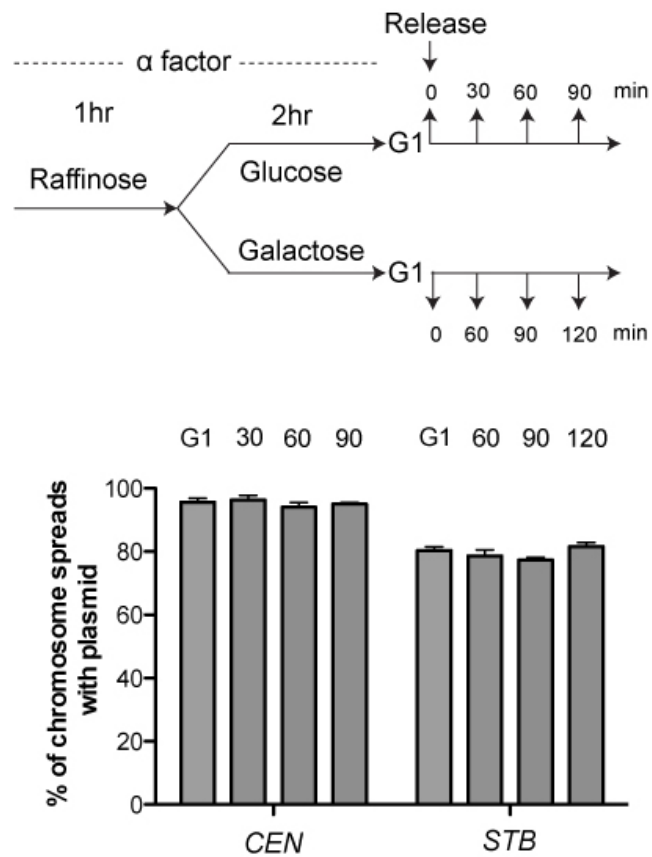 Release
α factor
0 30 60 90 min
1hr
2hr
G1
Raffinose
Glucose
Galactose
G1
0 60 90 120 min
G1 30 60 90 G1 60 90 120
% of chromosome spreads
with plasmid
100
80
60
40
20
0
CEN
STB